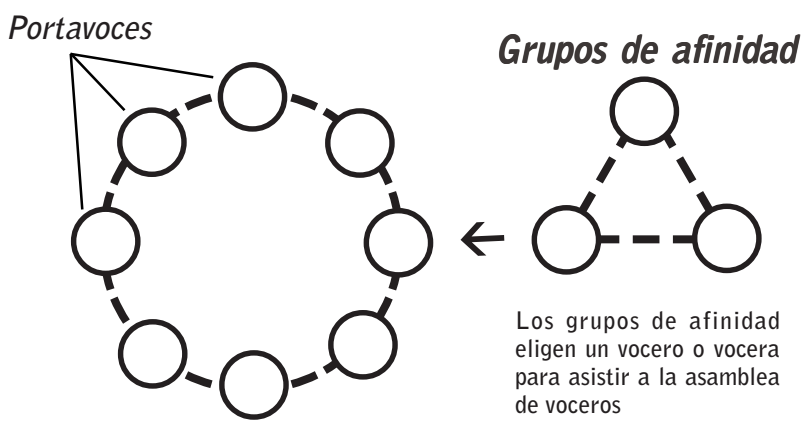 Portavoces
Grupos de afinidad
Los grupos de afinidad
eligen un vocero o vocera
para asistir a la asamblea
de voceros